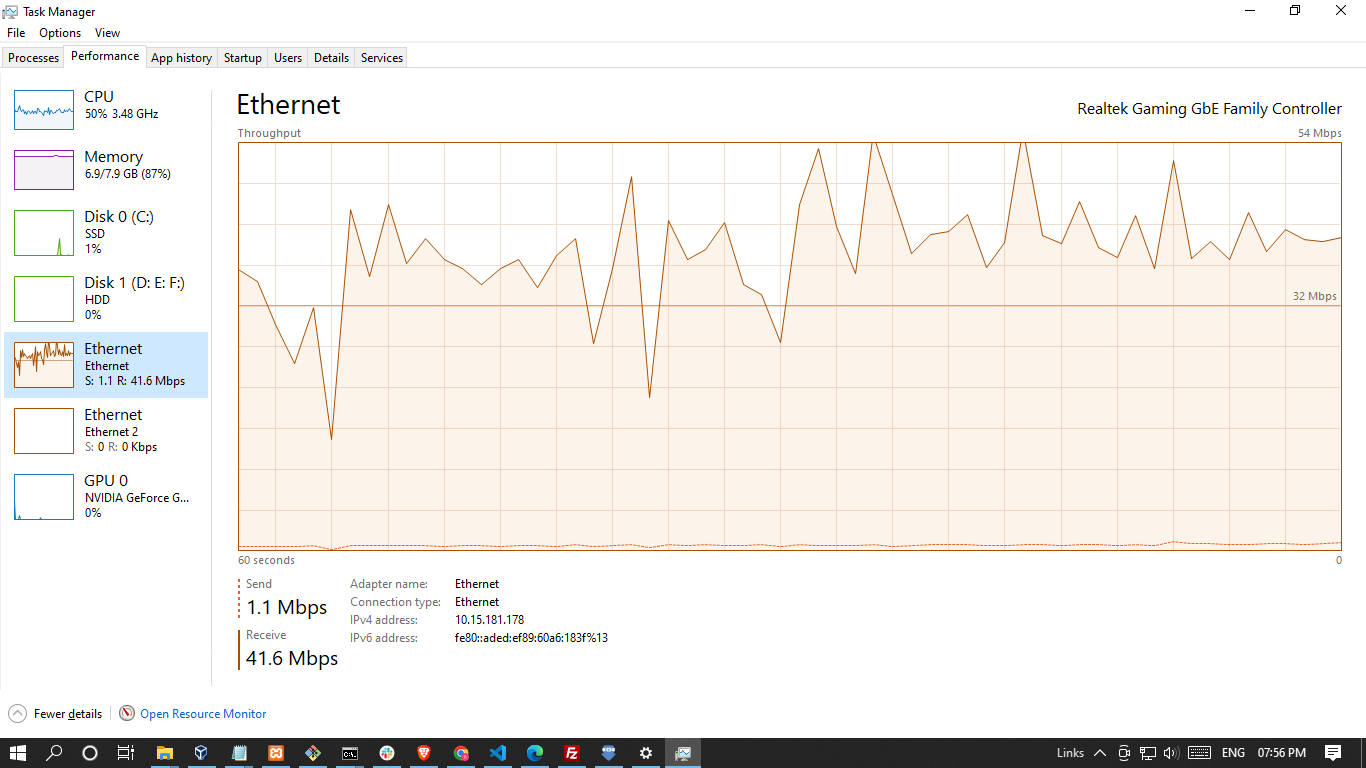 Task Manager
File Options View
Processes Performance App history Startup Users Details Services
CPU
50% 3.48 GHz
Memory
6.9/7.9 GB (87%)
Disk 0 (C:)
SSD
1%
Disk 1 (D: E: F:)
HDD
0%
Ethernet
Ethernet
S: 1.1 R: 41.6 Mbps
Ethernet
Ethernet 2
S: 0 R: 0 Kbps
GPU 0
NVIDIA GeForce G...
0%
Ethernet
Realtek Gaming GbE Family Controller
Throughput
54 Mbps
32 Mbps
60 seconds
0
Send
1.1 Mbps
Receive
41.6 Mbps
Adapter name: Ethernet
Connection type: Ethernet
IPv4 address: 10.15.181.178
IPv6 address: fe80::aded:ef89:60a6:183f%13
Fewer details
Open Resource Monitor
Links
ENG
07:56 PM